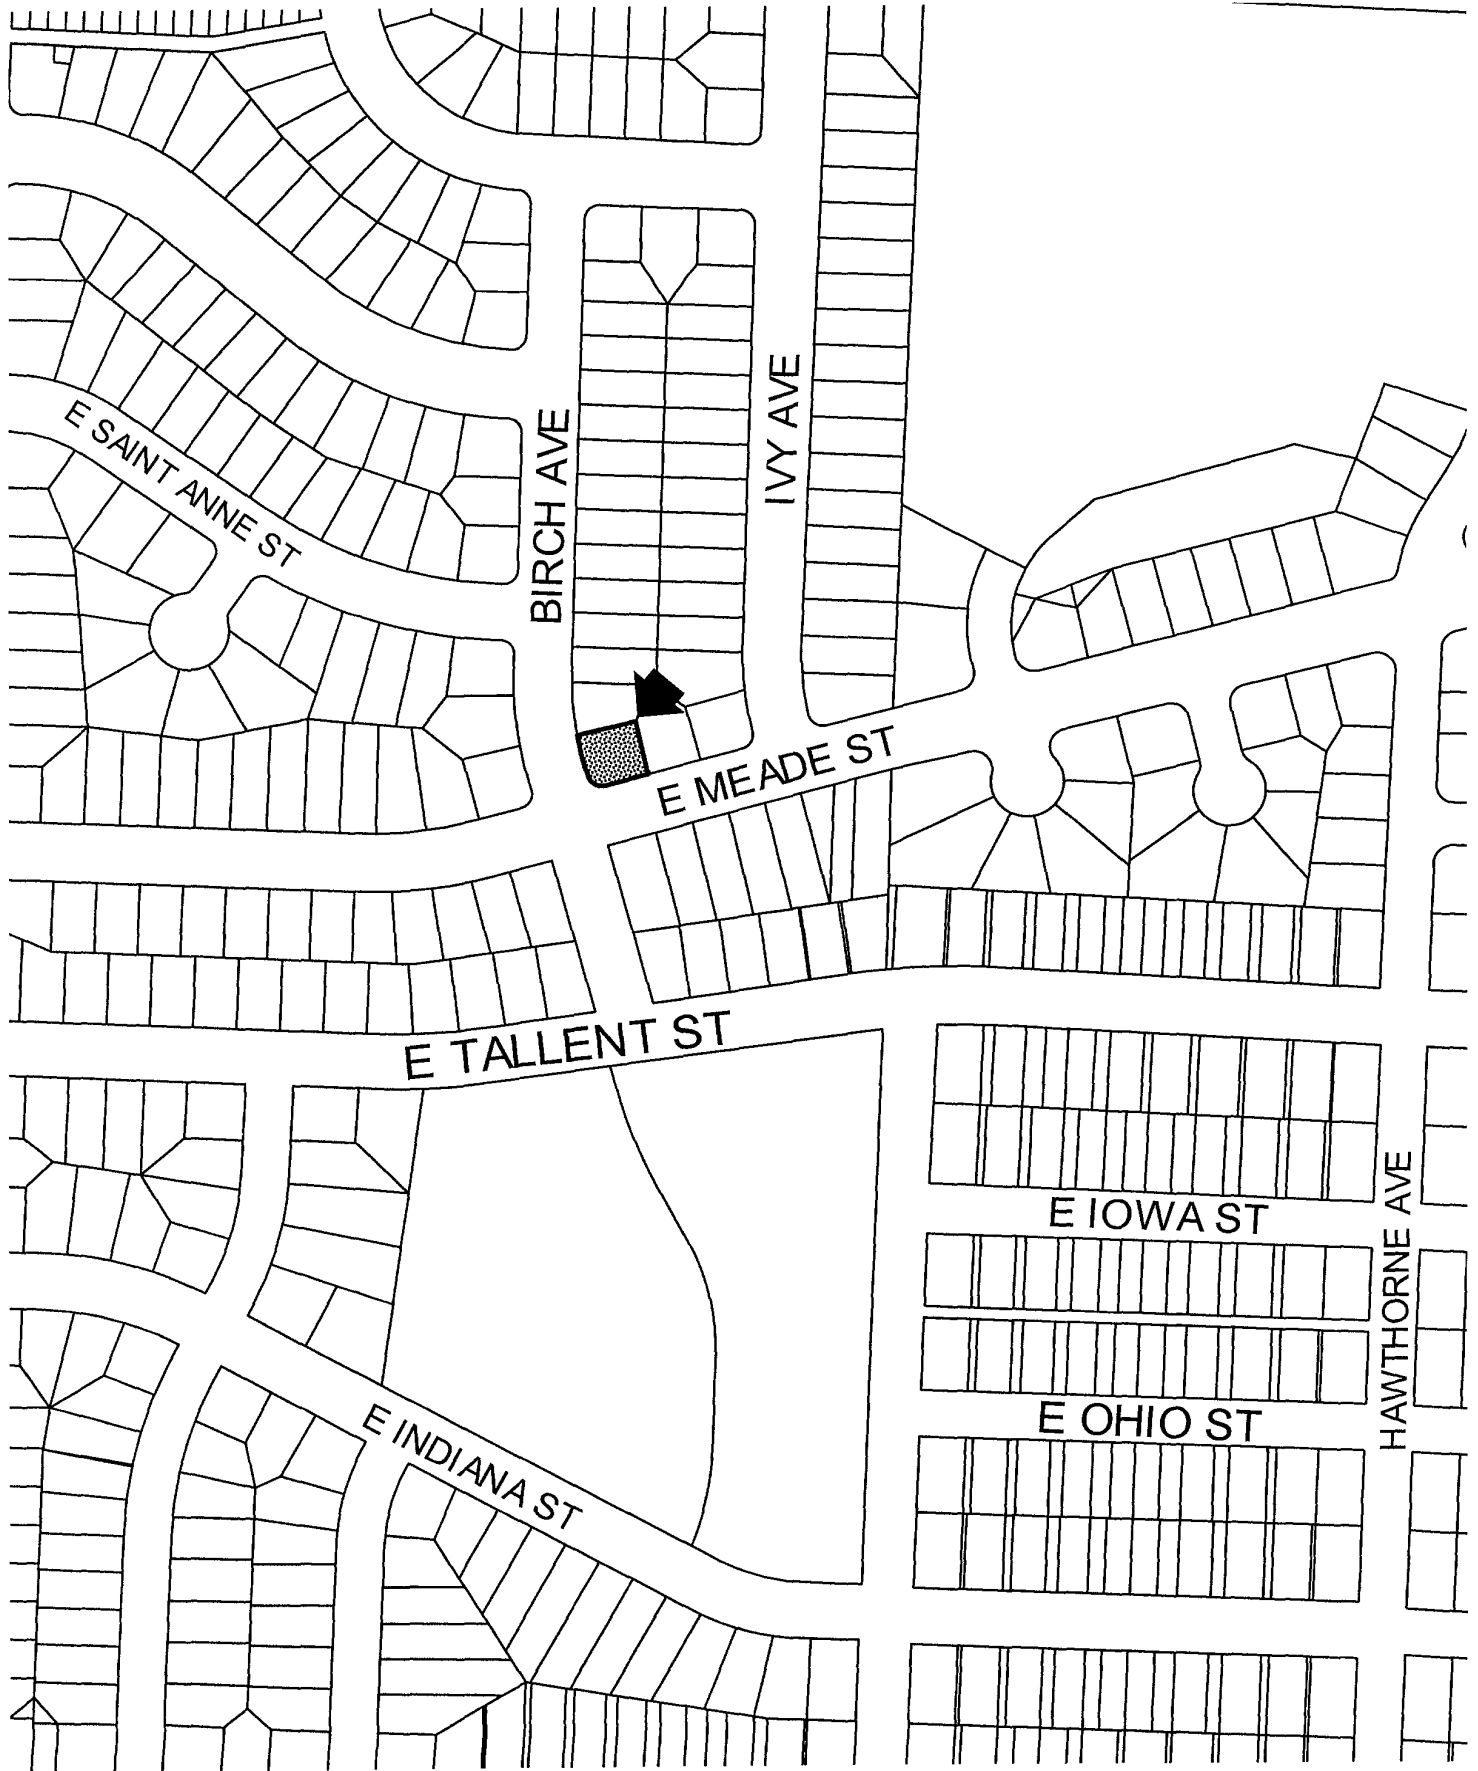 E SAINT ANNE ST
BIRCH AVE
IVY AVE
E MEADE ST
E TALLENT ST
E IOWA ST
HAWTHORNE AVE
E OHIO ST
E INDIANA ST